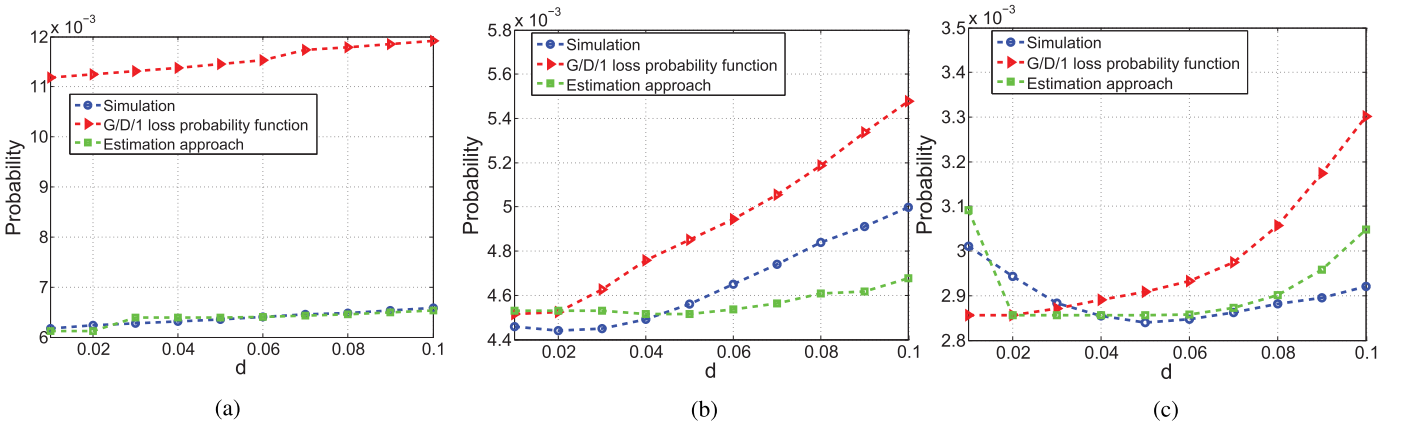 x 10⁻³
12
11
10
9
8
7
6
0.02 0.04 0.06 0.08 0.1
Probability
d
Simulation
G/D/1 loss probability function
Estimation approach
(a)
x 10⁻³
5.8
5.6
5.4
5.2
5
4.8
4.6
4.4
0.02 0.04 0.06 0.08 0.1
Probability
d
Simulation
G/D/1 loss probability function
Estimation approach
(b)
x 10⁻³
3.5
3.4
3.3
3.2
3.1
3
2.9
2.8
0.02 0.04 0.06 0.08 0.1
Probability
d
Simulation
G/D/1 loss probability function
Estimation approach
(c)